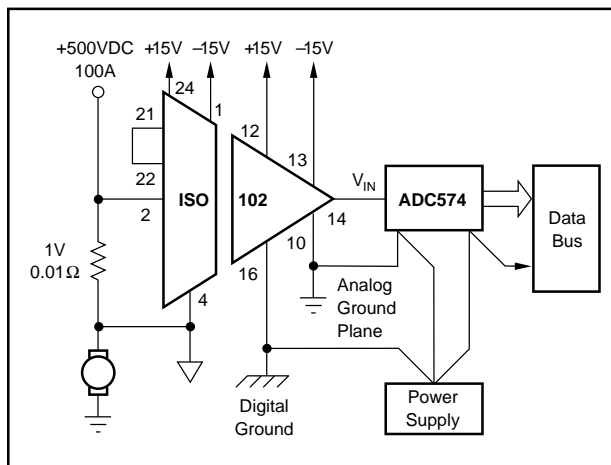 +500VDC
100A
+15V
–15V
+15V
–15V
24
1
21
22
2
ISO
4
12
13
102
14
10
16
V_IN
ADC574
Data
Bus
1V
0.01Ω
Analog
Ground
Plane
Digital
Ground
Power
Supply